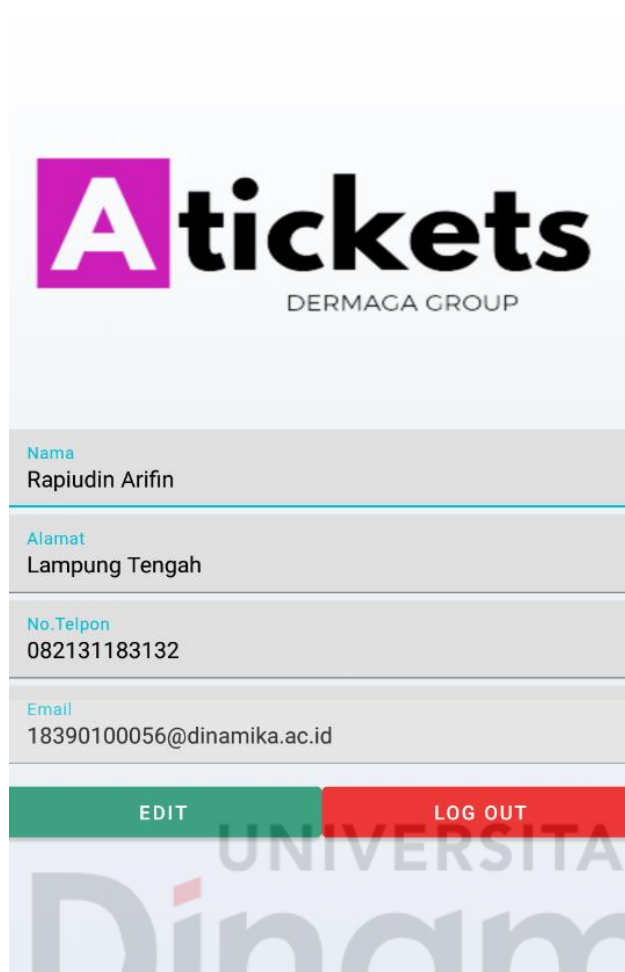 A tickets
DERMAGA GROUP
Nama
Rapiudin Arifin
Alamat
Lampung Tengah
No.Telpon
082131183132
Email
18390100056@dinamika.ac.id
EDIT LOG OUT
UNIVERSITA
Dinam